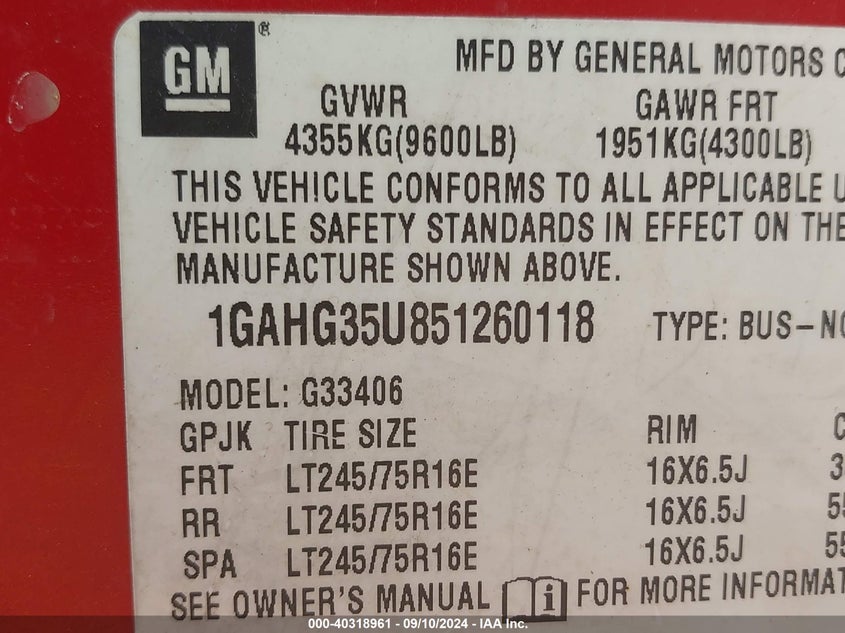 GM ®
MFD BY GENERAL MOTORS
GVWR GAWR FRT
4355KG(9600LB) 1951KG(4300LB)
THIS VEHICLE CONFORMS TO ALL APPLICABLE
VEHICLE SAFETY STANDARDS IN EFFECT ON THE
MANUFACTURE SHOWN ABOVE.
1GAHG35U851260118 TYPE: BUS-
MODEL: G33406
GPJK TIRE SIZE RIM
FRT LT245/75R16E 16X6.5J
RR LT245/75R16E 16X6.5J
SPA LT245/75R16E 16X6.5J
SEE OWNER'S MANUAL i FOR MORE
000-40318961 - 09/10/2024 - IAA Inc.